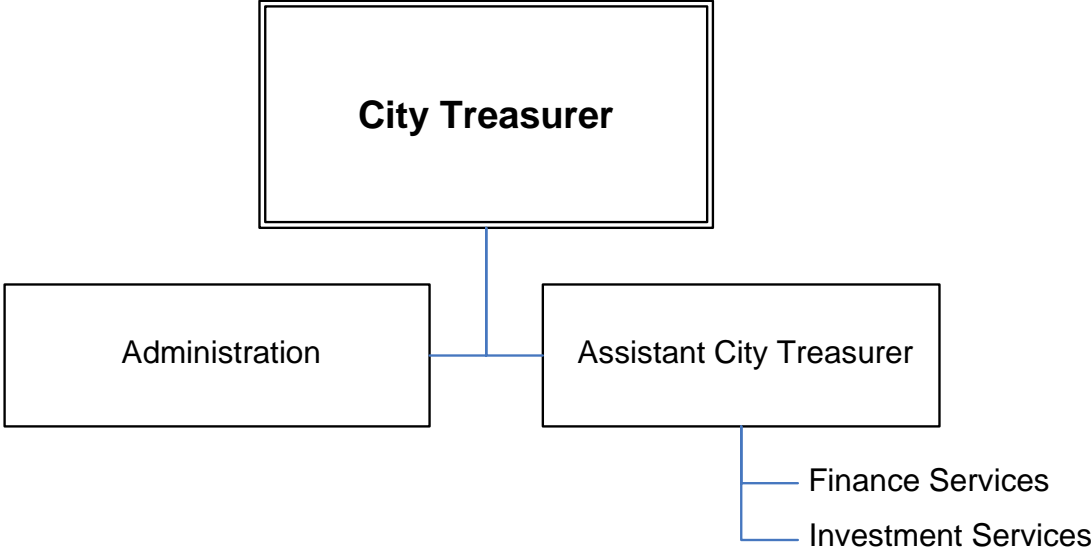 City Treasurer
Administration
Assistant City Treasurer
Finance Services
Investment Services